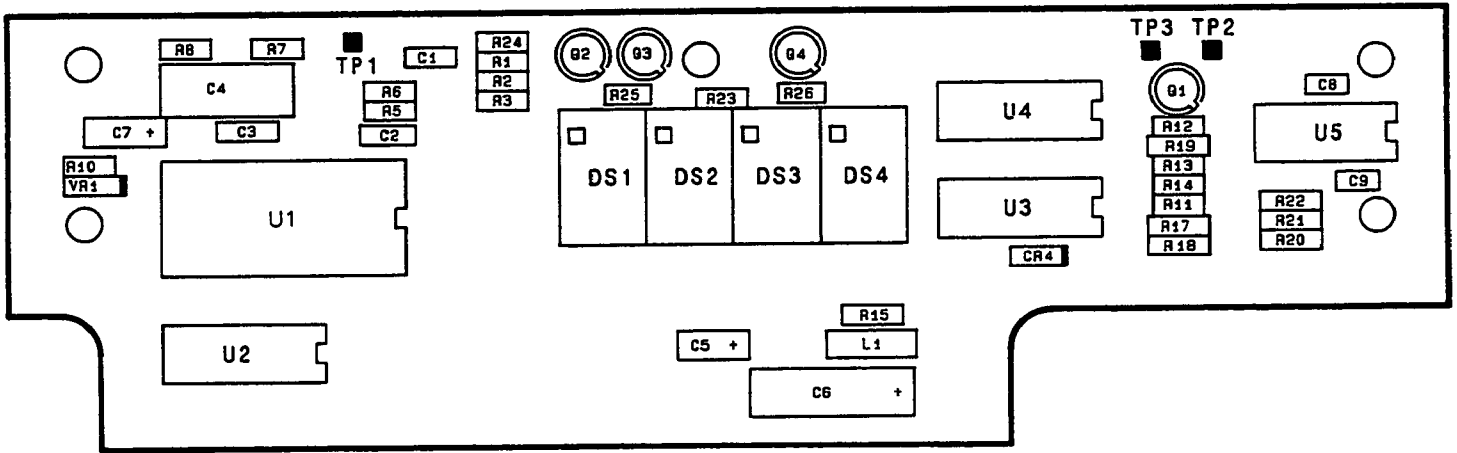 TP3 TP2
R8 R7
TP1
C1
R24
R1
R2
R3
Q2 Q3 Q4
C4
R6
R5
C2
C7 +
C3
R25 R23 R26
U4
Q1
C8
U5
R12
R19
R13
R14
R11
R17
R18
C9
R10
VR1
U1
DS1 DS2 DS3 DS4
U3
CR4
R22
R21
R20
R15
U2
C5 +
L1
C6 +